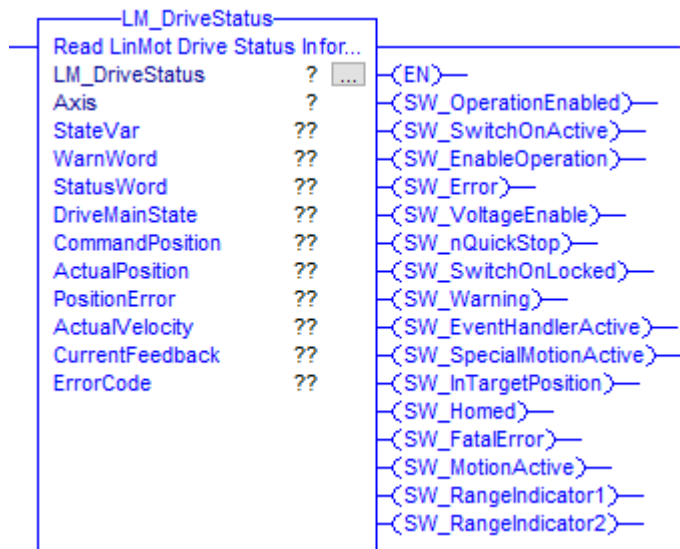 LM_DriveStatus
Read LinMot Drive Status Infor...
LM_DriveStatus ? ... (EN)
Axis ? (SW_OperationEnabled)
StateVar ?? (SW_SwitchOnActive)
WarnWord ?? (SW_EnableOperation)
StatusWord ?? (SW_Error)
DriveMainState ?? (SW_VoltageEnable)
CommandPosition ?? (SW_nQuickStop)
ActualPosition ?? (SW_SwitchOnLocked)
PositionError ?? (SW_Warning)
ActualVelocity ?? (SW_EventHandlerActive)
CurrentFeedback ?? (SW_SpecialMotionActive)
ErrorCode ?? (SW_InTargetPosition)
(SW_Homed)
(SW_FatalError)
(SW_MotionActive)
(SW_RangeIndicator1)
(SW_RangeIndicator2)